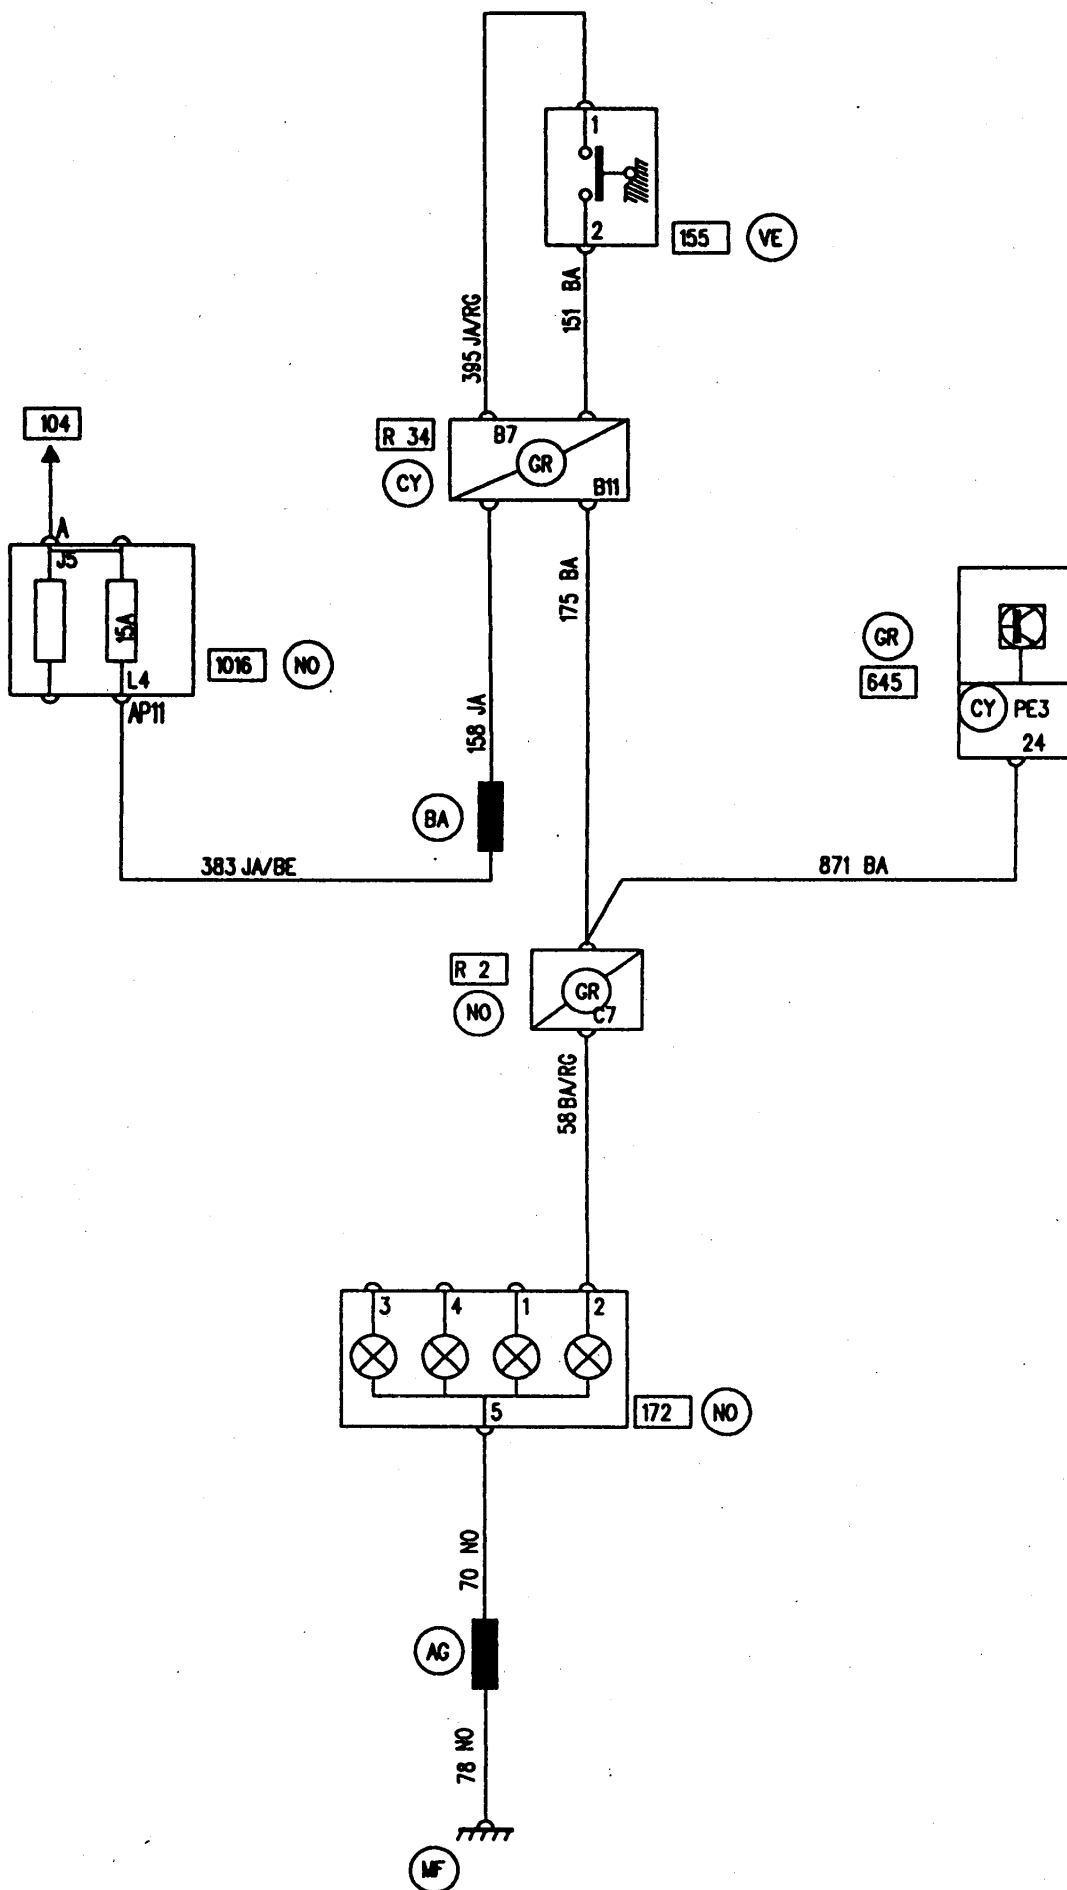 1
2
155 VE
395 JA/RG
151 BA
104
R 34
CY
B7
GR
B11
A
J5
15A
L4
AP11
1016 NO
175 BA
158 JA
GR
645
CY PE3
24
BA
383 JA/BE
871 BA
R 2
NO
GR
C7
58 BA/RG
3 4 1 2
5
172 NO
70 NO
AG
78 NO
MF